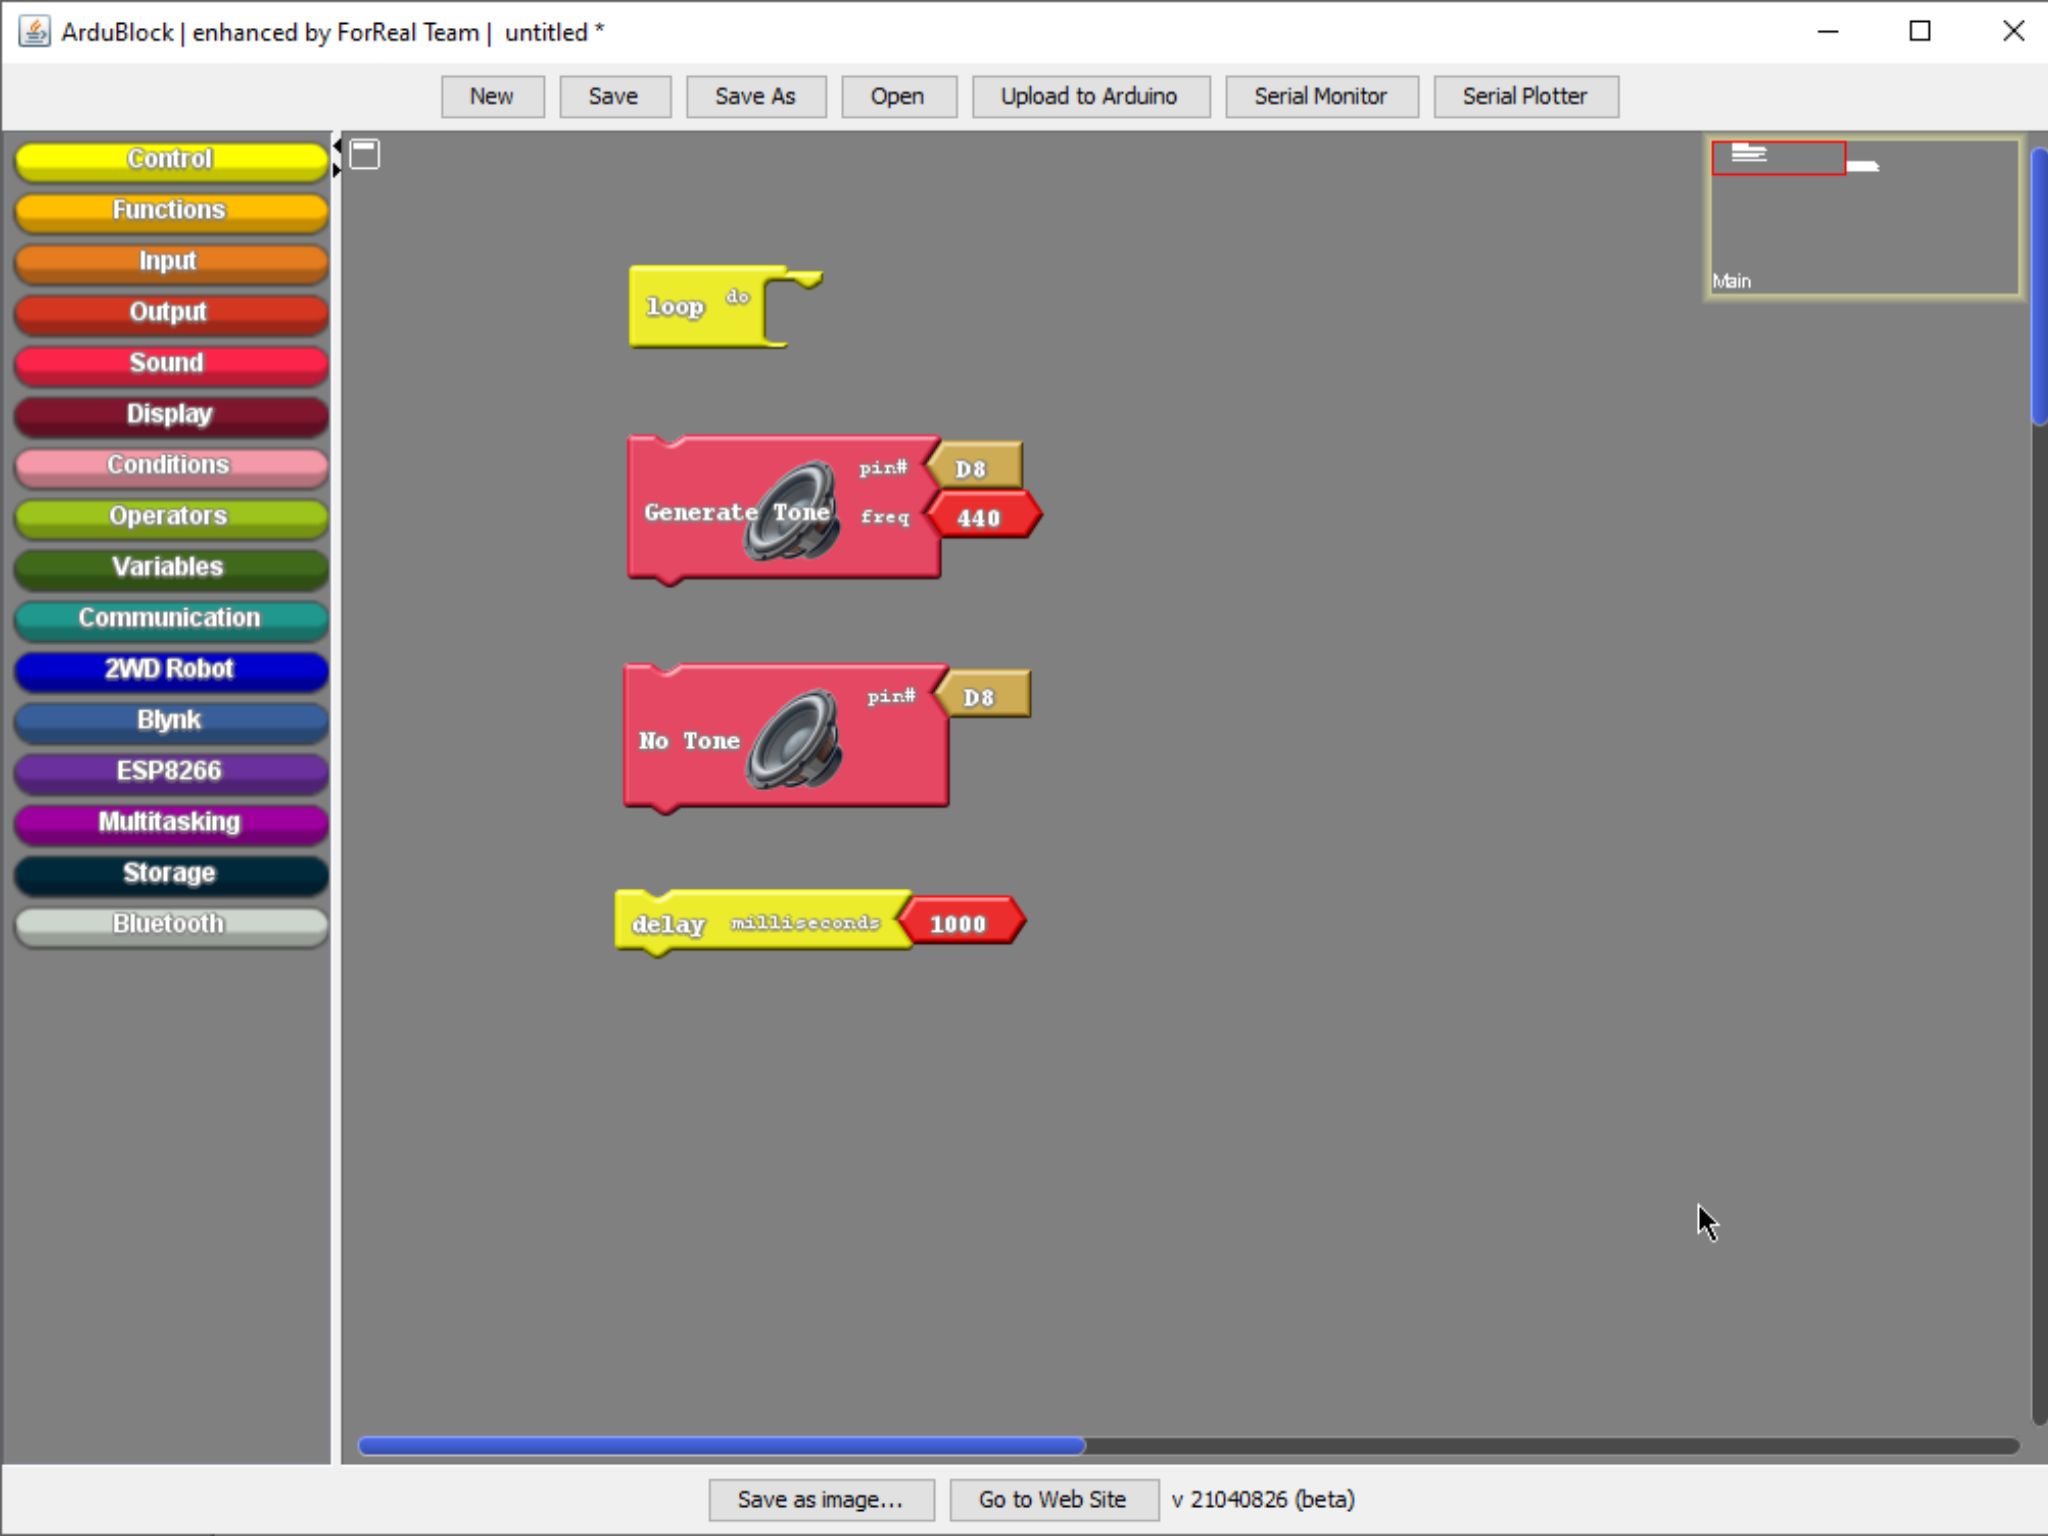 ArduBlock | enhanced by ForReal Team | untitled *
New Save Save As Open Upload to Arduino Serial Monitor Serial Plotter
Control
Functions
Input
Output
Sound
Display
Conditions
Operators
Variables
Communication
2WD Robot
Blynk
ESP8266
Multitasking
Storage
Bluetooth
loop do
pin# D8
Generate Tone freq 440
pin# D8
No Tone
delay milliseconds 1000
Main
Save as image... Go to Web Site v 21040826 (beta)